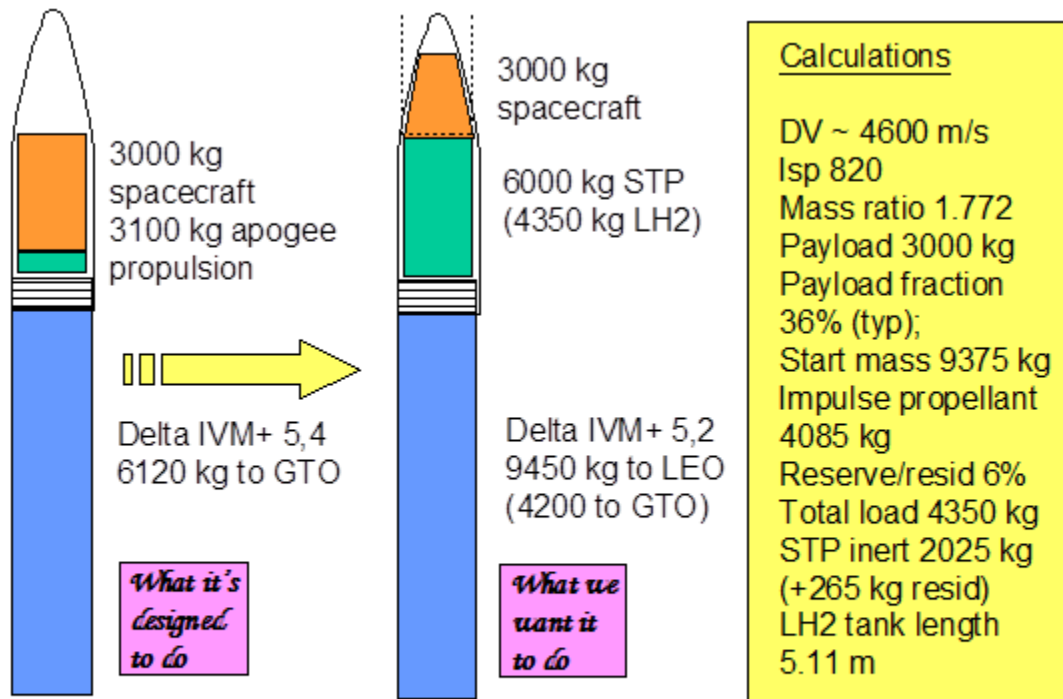 3000 kg
spacecraft
3100 kg apogee
propulsion
Delta IVM+ 5,4
6120 kg to GTO
What it's
designed
to do
3000 kg
spacecraft
6000 kg STP
(4350 kg LH2)
Delta IVM+ 5,2
9450 kg to LEO
(4200 to GTO)
What we
want it
to do
Calculations
DV ~ 4600 m/s
Isp 820
Mass ratio 1.772
Payload 3000 kg
Payload fraction
36% (typ);
Start mass 9375 kg
Impulse propellant
4085 kg
Reserve/resid 6%
Total load 4350 kg
STP inert 2025 kg
(+265 kg resid)
LH2 tank length
5.11 m